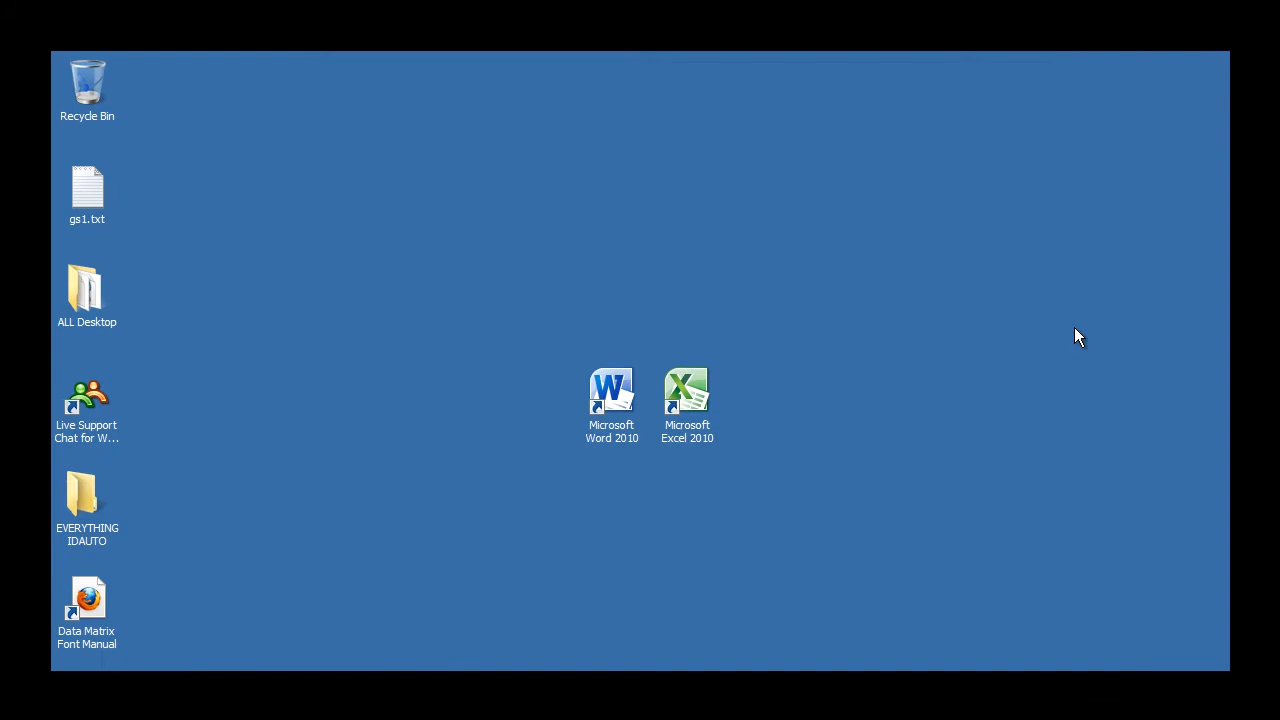 Recycle Bin
gs1.txt
ALL Desktop
Live Support
Chat for W...
EVERYTHING
IDAUTO
Data Matrix
Font Manual
Microsoft
Word 2010
Microsoft
Excel 2010